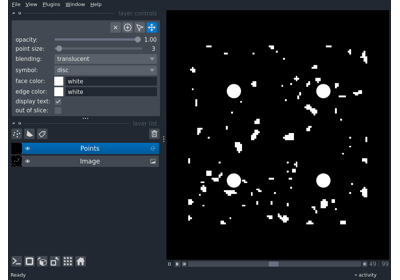 File View Plugins Window Help
layer controls
opacity: 1.00
point size: 3
blending: translucent
symbol: disc
face color: white
edge color: white
display text:
out of slice:
layer list
Points
Image
49 99
Ready
activity